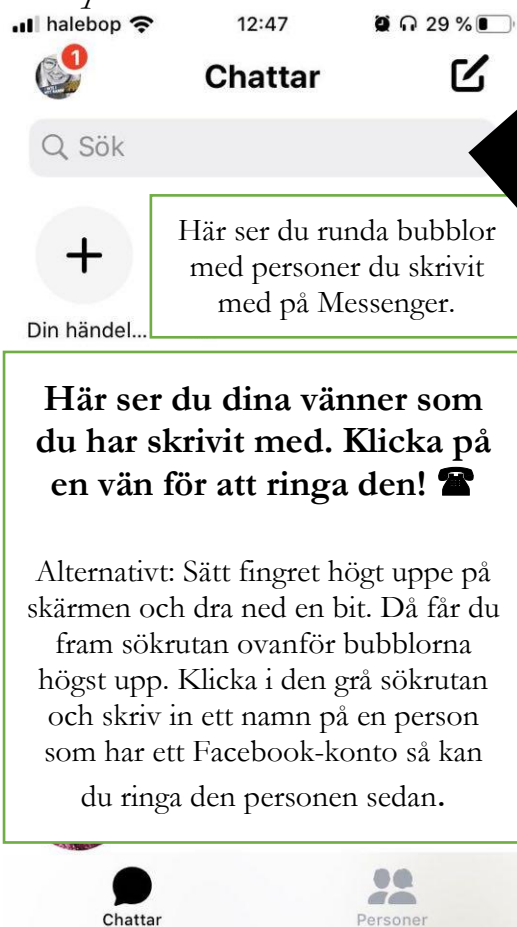 halebop 12:47 29 %
1
Chattar
Sök
Här ser du runda bubblor
med personer du skrivit
med på Messenger.
Din händel...
Här ser du dina vänner som
du har skrivit med. Klicka på
en vän för att ringa den! ☎
Alternativt: Sätt fingret högt uppe på
skärmen och dra ned en bit. Då får du
fram sökrutan ovanför bubblorna
högst upp. Klicka i den grå sökrutan
och skriv in ett namn på en person
som har ett Facebook-konto så kan
du ringa den personen sedan.
Chattar Personer